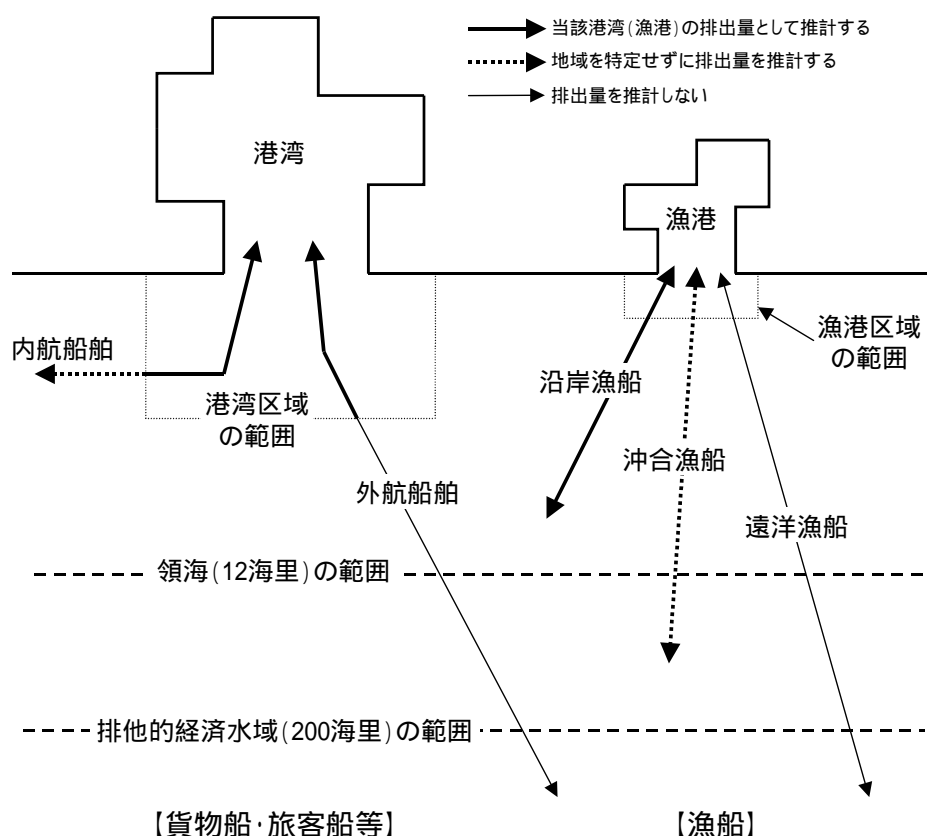 当該港湾(漁港)の排出量として推計する
地域を特定せずに排出量を推計する
排出量を推計しない
港湾
漁港
内航船舶
港湾区域
の範囲
漁港区域
の範囲
沿岸漁船
沖合漁船
外航船舶
遠洋漁船
領海(12海里)の範囲
排他的経済水域(200海里)の範囲
【貨物船・旅客船等】
【漁船】